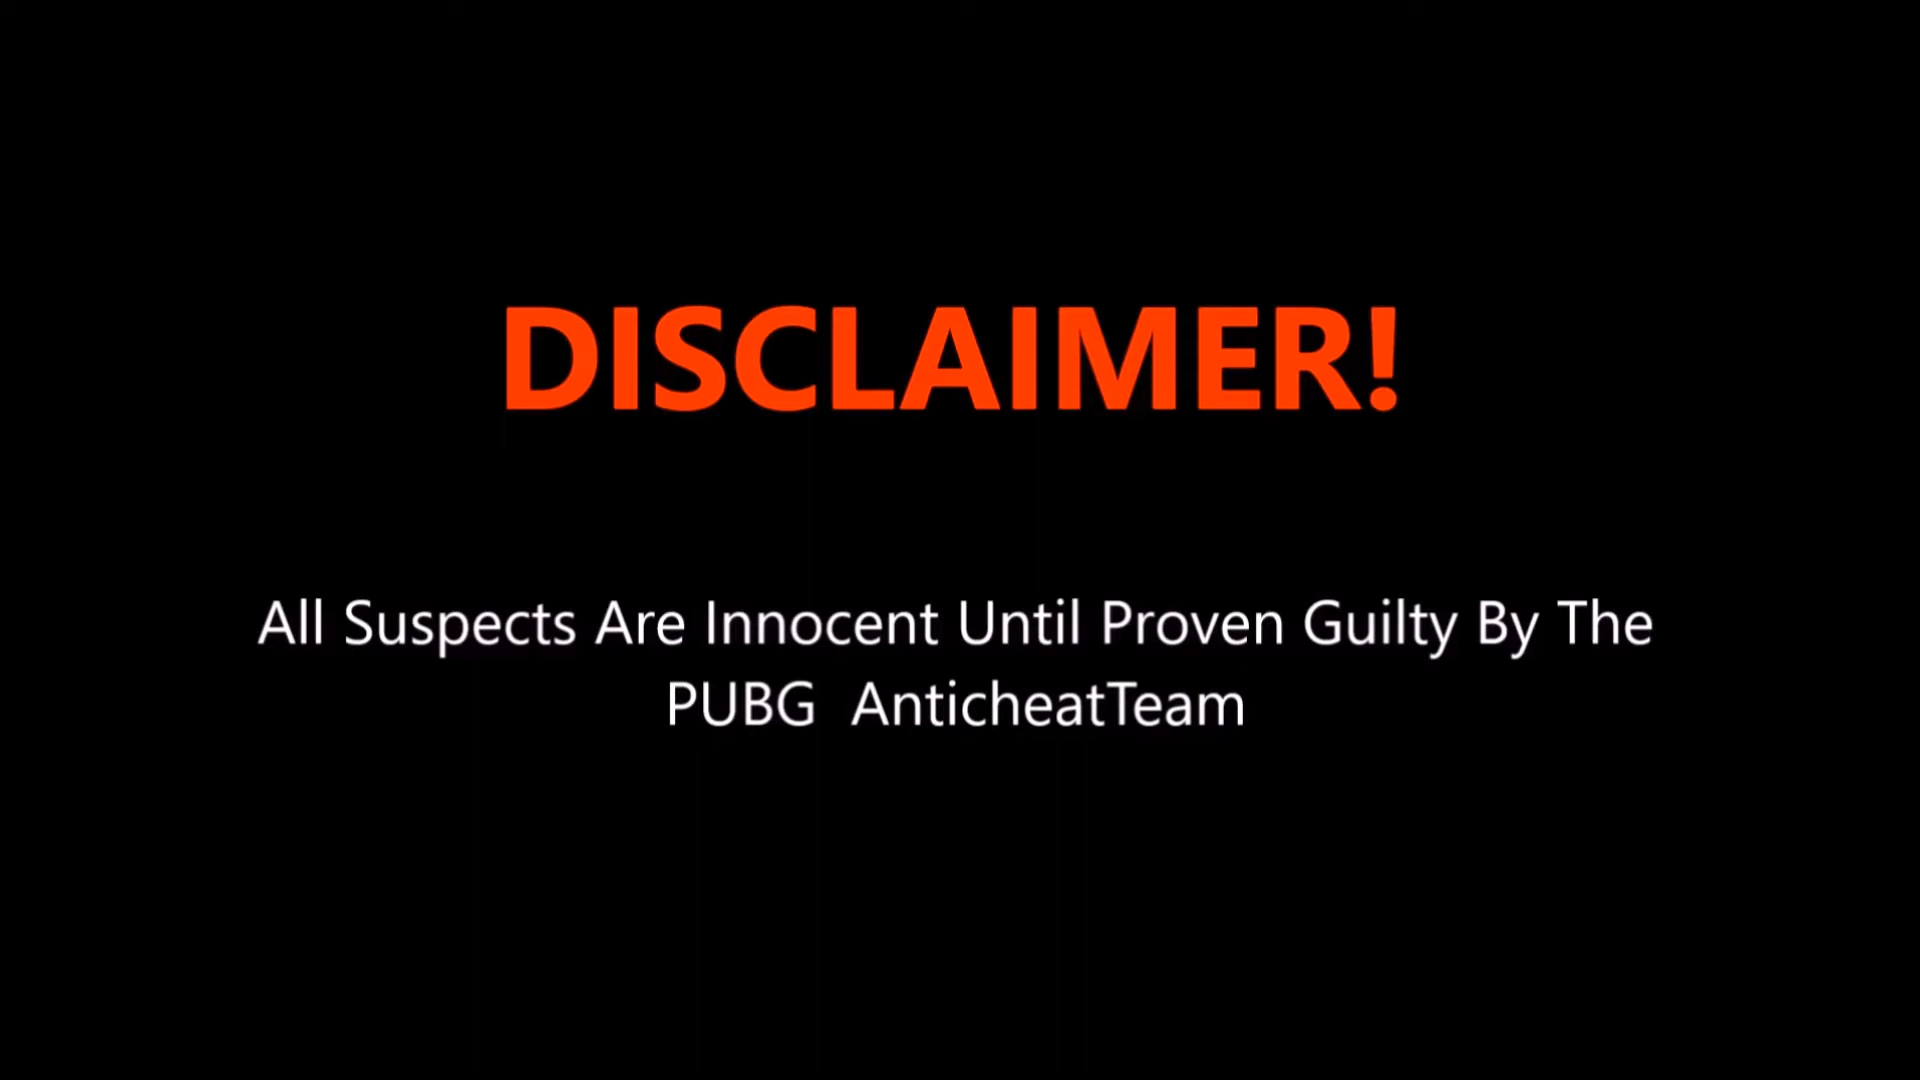 DISCLAIMER!
All Suspects Are Innocent Until Proven Guilty By The
PUBG  AnticheatTeam